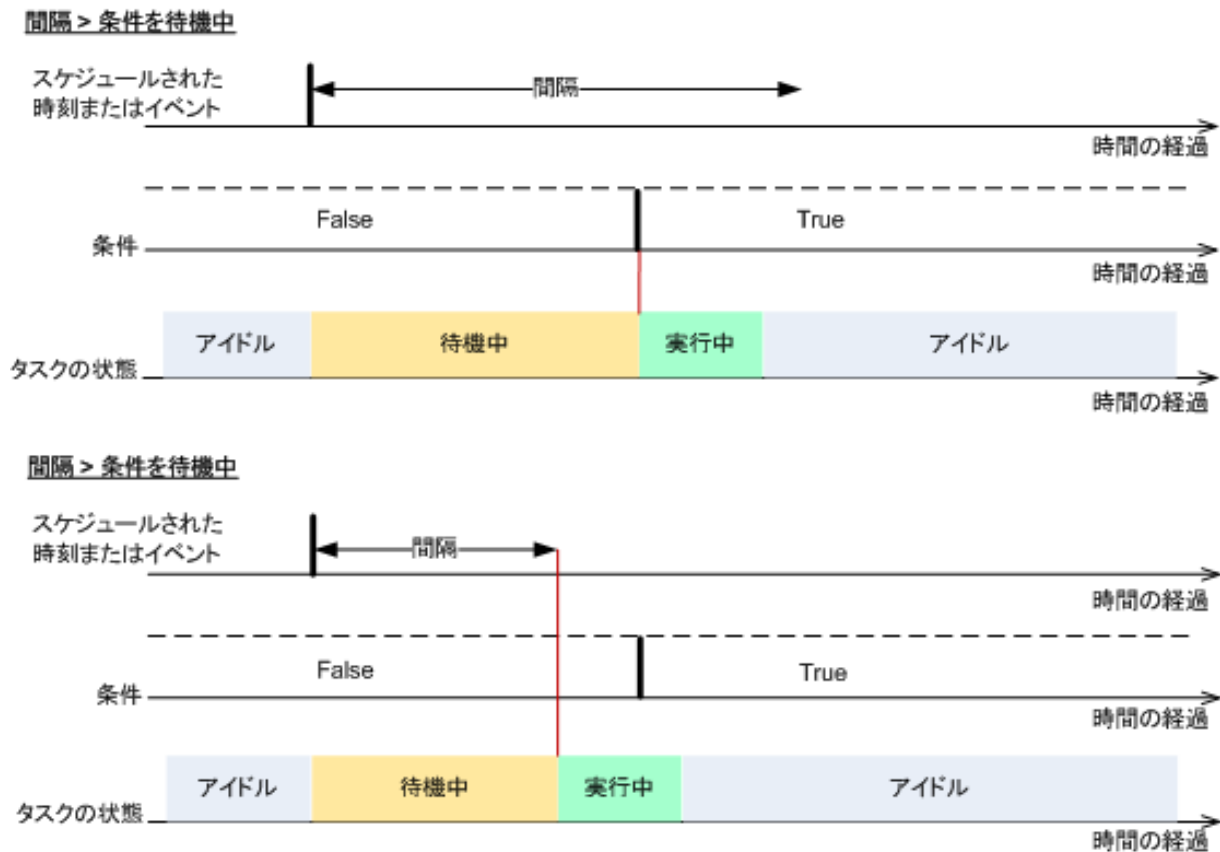 間隔 > 条件を待機中
スケジュールされた
時刻またはイベント
間隔
時間の経過
False
True
条件
時間の経過
アイドル
待機中
実行中
アイドル
タスクの状態
時間の経過
間隔 > 条件を待機中
スケジュールされた
時刻またはイベント
間隔
時間の経過
False
True
条件
時間の経過
アイドル
待機中
実行中
アイドル
タスクの状態
時間の経過